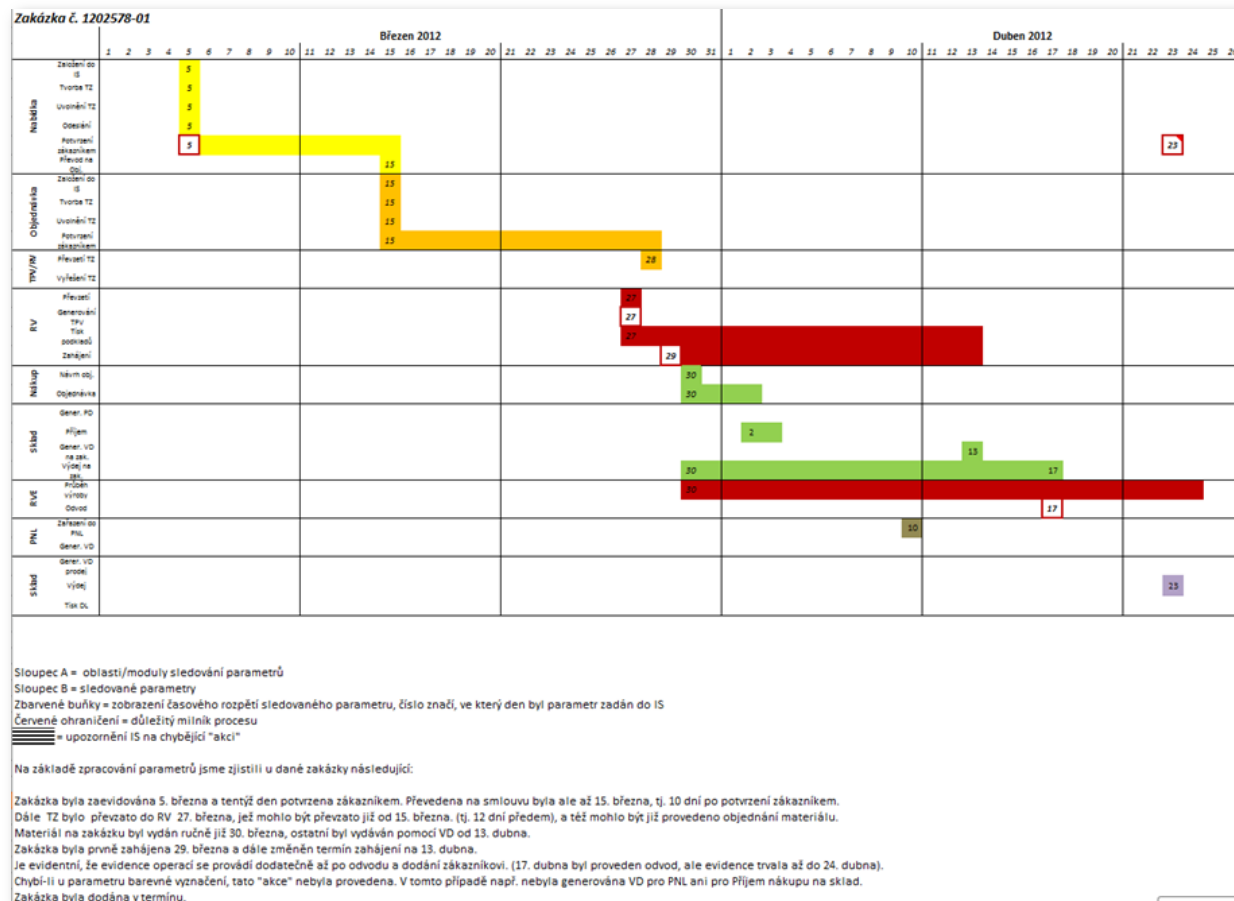 Zakázka č. 1202578-01
Březen 2012 Duben 2012
1 2 3 4 5 6 7 8 9 10 11 12 13 14 15 16 17 18 19 20 21 22 23 24 25 26 27 28 29 30 31 1 2 3 4 5 6 7 8 9 10 11 12 13 14 15 16 17 18 19 20 21 22 23 24 25 26
Nabídka
Založení do IS 5
Tvorba TZ 5
Uvolnění TZ 5
Odeslání 5
Potvrzení zákazníkem 5 23
Převod na Obj. 15
Objednávka
Založení do IS 15
Tvorba TZ 15
Uvolnění TZ 15
Potvrzení zákazníkem 15
TPV/RV
Převzetí TZ 28
Vyřešení TZ
RV
Převzetí 27
Generování TPV 27
Tisk podkladů 27
Zahájení 29
Nákup
Návrh obj. 30
Objednávka 30
Sklad
Gener. PD
Příjem 2
Gener. VD na zak. 13
Výdej na zak. 30 17
RVE
Průběh výroby 30
Odvod 17
PNL
Zařazení do PNL 10
Gener. VD
Sklad
Gener. VD prodej
Výdej 23
Tisk DL
Sloupec A = oblasti/moduly sledování parametrů
Sloupec B = sledované parametry
Zbarvené buňky = zobrazení časového rozpětí sledovaného parametru, číslo značí, ve který den byl parametr zadán do IS
Červené ohraničení = důležitý milník procesu
= upozornění IS na chybějící "akci"
Na základě zpracování parametrů jsme zjistili u dané zakázky následující:
Zakázka byla zaevidována 5. března a tentýž den potvrzena zákazníkem. Převedena na smlouvu byla ale až 15. března, tj. 10 dní po potvrzení zákazníkem.
Dále TZ bylo převzato do RV 27. března, jež mohlo být převzato již od 15. března. (tj. 12 dní předem), a též mohlo být již provedeno objednání materiálu.
Materiál na zakázku byl vydán ručně již 30. března, ostatní byl vydáván pomocí VD od 13. dubna.
Zakázka byla prvně zahájena 29. března a dále změněn termín zahájení na 13. dubna.
Je evidentní, že evidence operací se provádí dodatečně až po odvodu a dodání zákazníkovi. (17. dubna byl proveden odvod, ale evidence trvala až do 24. dubna).
Chybí-li u parametru barevné vyznačení, tato "akce" nebyla provedena. V tomto případě např. nebyla generována VD pro PNL ani pro Příjem nákupu na sklad.
Zakázka byla dodána v termínu.